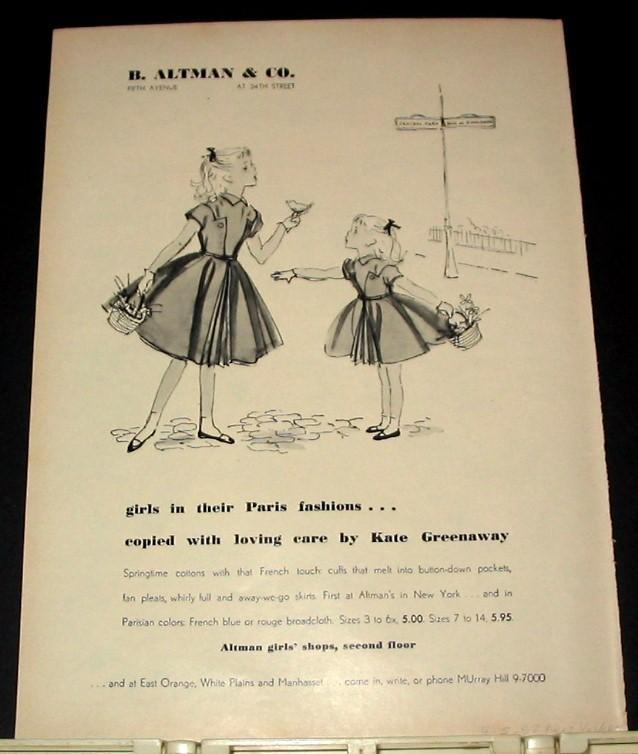 B. ALTMAN & CO.
FIFTH AVENUE AT 34TH STREET
CENTRAL PARK
girls in their Paris fashions . . .
copied with loving care by Kate Greenaway
Springtime cottons with that French touch: cuffs that melt into button-down pockets,
fan pleats, whirly full and away-we-go skirts. First at Altman's in New York . . . and in
Parisian colors: French blue or rouge broadcloth. Sizes 3 to 6x, 5.00. Sizes 7 to 14, 5.95.
Altman girls' shops, second floor
. . . and at East Orange, White Plains and Manhasset . . . come in, write, or phone MUrray Hill 9-7000